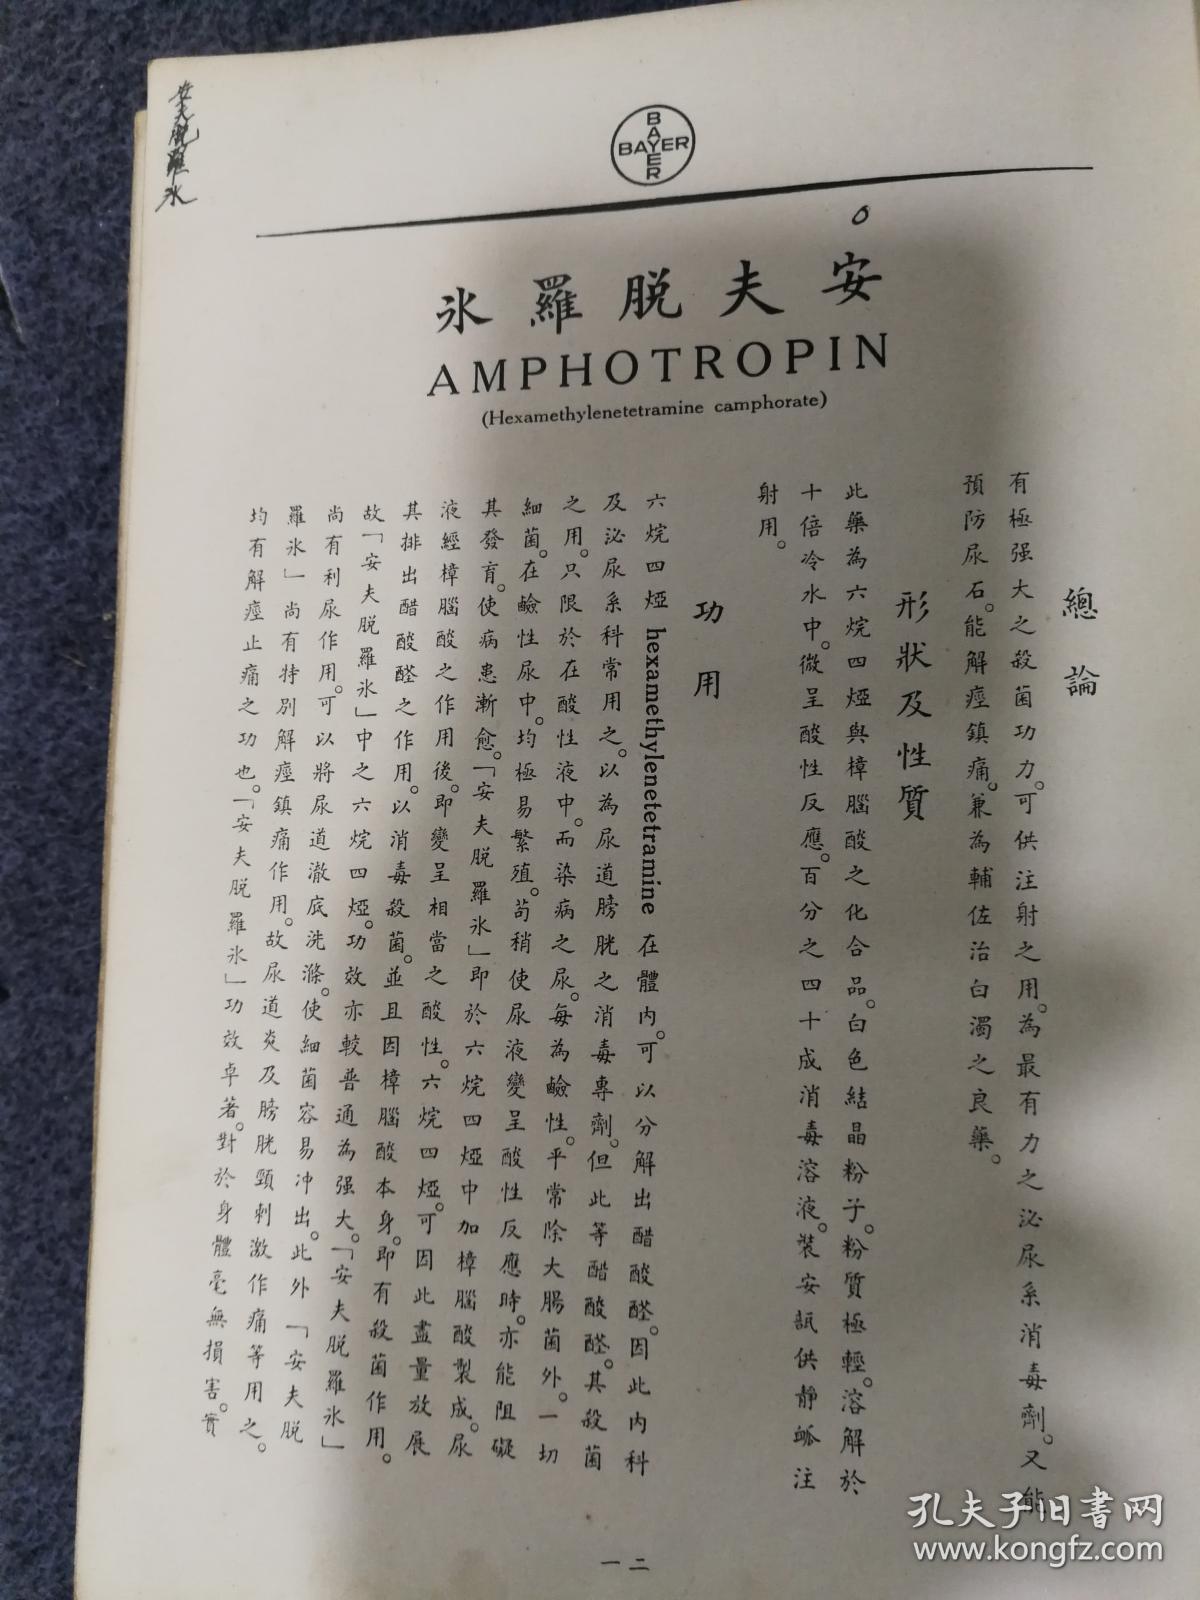 安夫脫羅氷
BAYER
BAYER
安夫脫羅氷
AMPHOTROPIN
(Hexamethylenetetramine camphorate)
總論
有極强大之殺菌功力。可供注射之用。為最有力之泌尿系消毒劑。又能
預防尿石。能解痙鎮痛。兼為輔佐治白濁之良藥。
形狀及性質
此藥為六烷四煙與樟腦酸之化合品。白色結晶粉子。粉質極輕。溶解於
十倍冷水中。微呈酸性反應。百分之四十成消毒溶液。裝安瓿供靜脈注
射用。
功用
六烷四煙 hexamethylenetetramine 在體內。可以分解出醋酸醛。因此內科
及泌尿系科常用之。以為尿道膀胱之消毒專劑。但此等醋酸醛。其殺菌
之用。只限於在酸性液中。而染病之尿。每為鹼性。平常除大腸菌外。一切
細菌。在鹼性尿中。均極易繁殖。苟稍使尿液變呈酸性反應時。亦能阻礙
其發育。使病患漸愈。「安夫脫羅氷」即於六烷四煙中加樟腦酸製成。尿
液經樟腦酸之作用後。即變呈相當之酸性。六烷四煙。可因此盡量放展
其排出醋酸醛之作用。以消毒殺菌。並且因樟腦酸本身。即有殺菌作用。
故「安夫脫羅氷」中之六烷四煙。功效亦較普通為强大。「安夫脫羅氷」
尚有利尿作用。可以將尿道澈底洗滌。使細菌容易冲出。此外「安夫脫
羅氷」尚有特別解痙鎮痛作用。故尿道炎及膀胱頸刺激作痛等用之。
均有解痙止痛之功也。「安夫脫羅氷」功效卓著。對於身體毫無損害。實
一二
孔夫子旧书网
www.kongfz.com